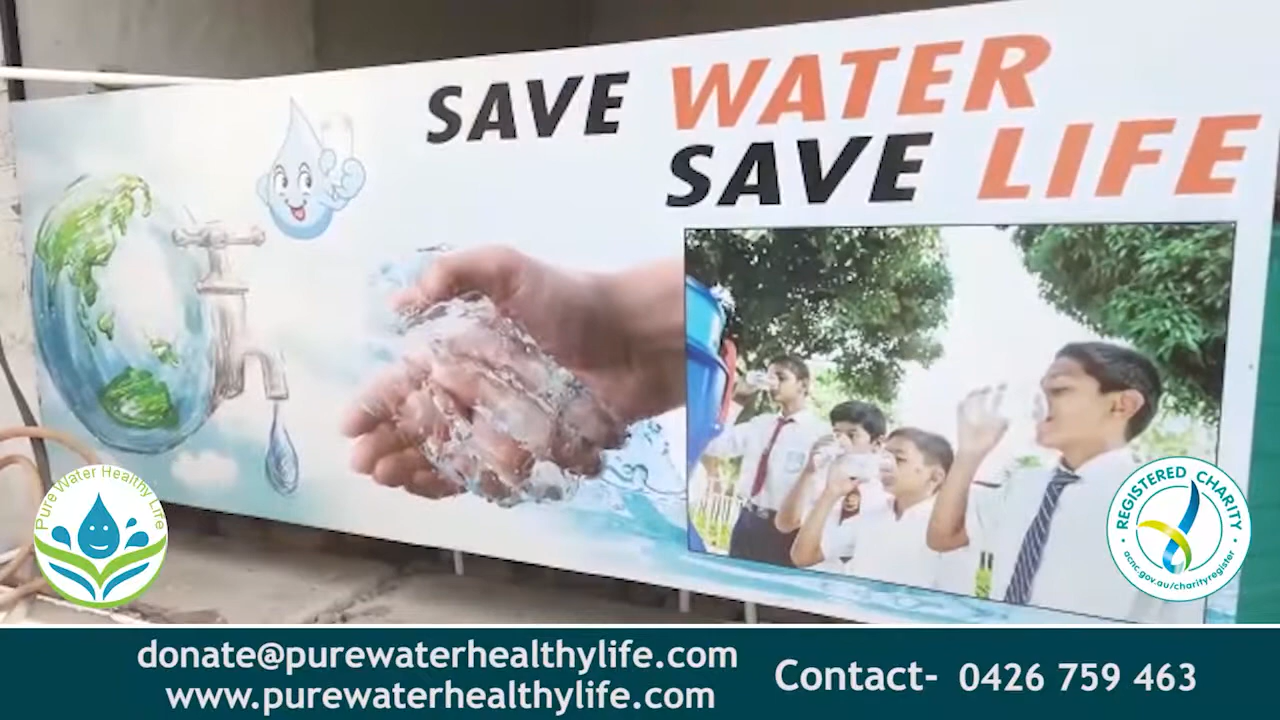 SAVE WATER
SAVE LIFE
Pure Water Healthy Life
REGISTERED CHARITY
acnc.gov.au/charityregister
donate@purewaterhealthylife.com
www.purewaterhealthylife.com
Contact- 0426 759 463